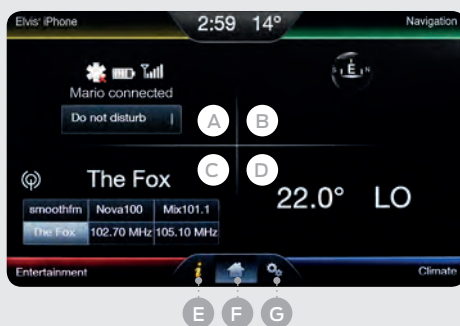 Elvis' iPhone
2:59 14°
Navigation
S E N
Mario connected
Do not disturb
A
B
C
D
The Fox
22.0° LO
smoothfm Nova100 Mix101.1
The Fox 102.70 MHz 105.10 MHz
Entertainment
i
Climate
E F G